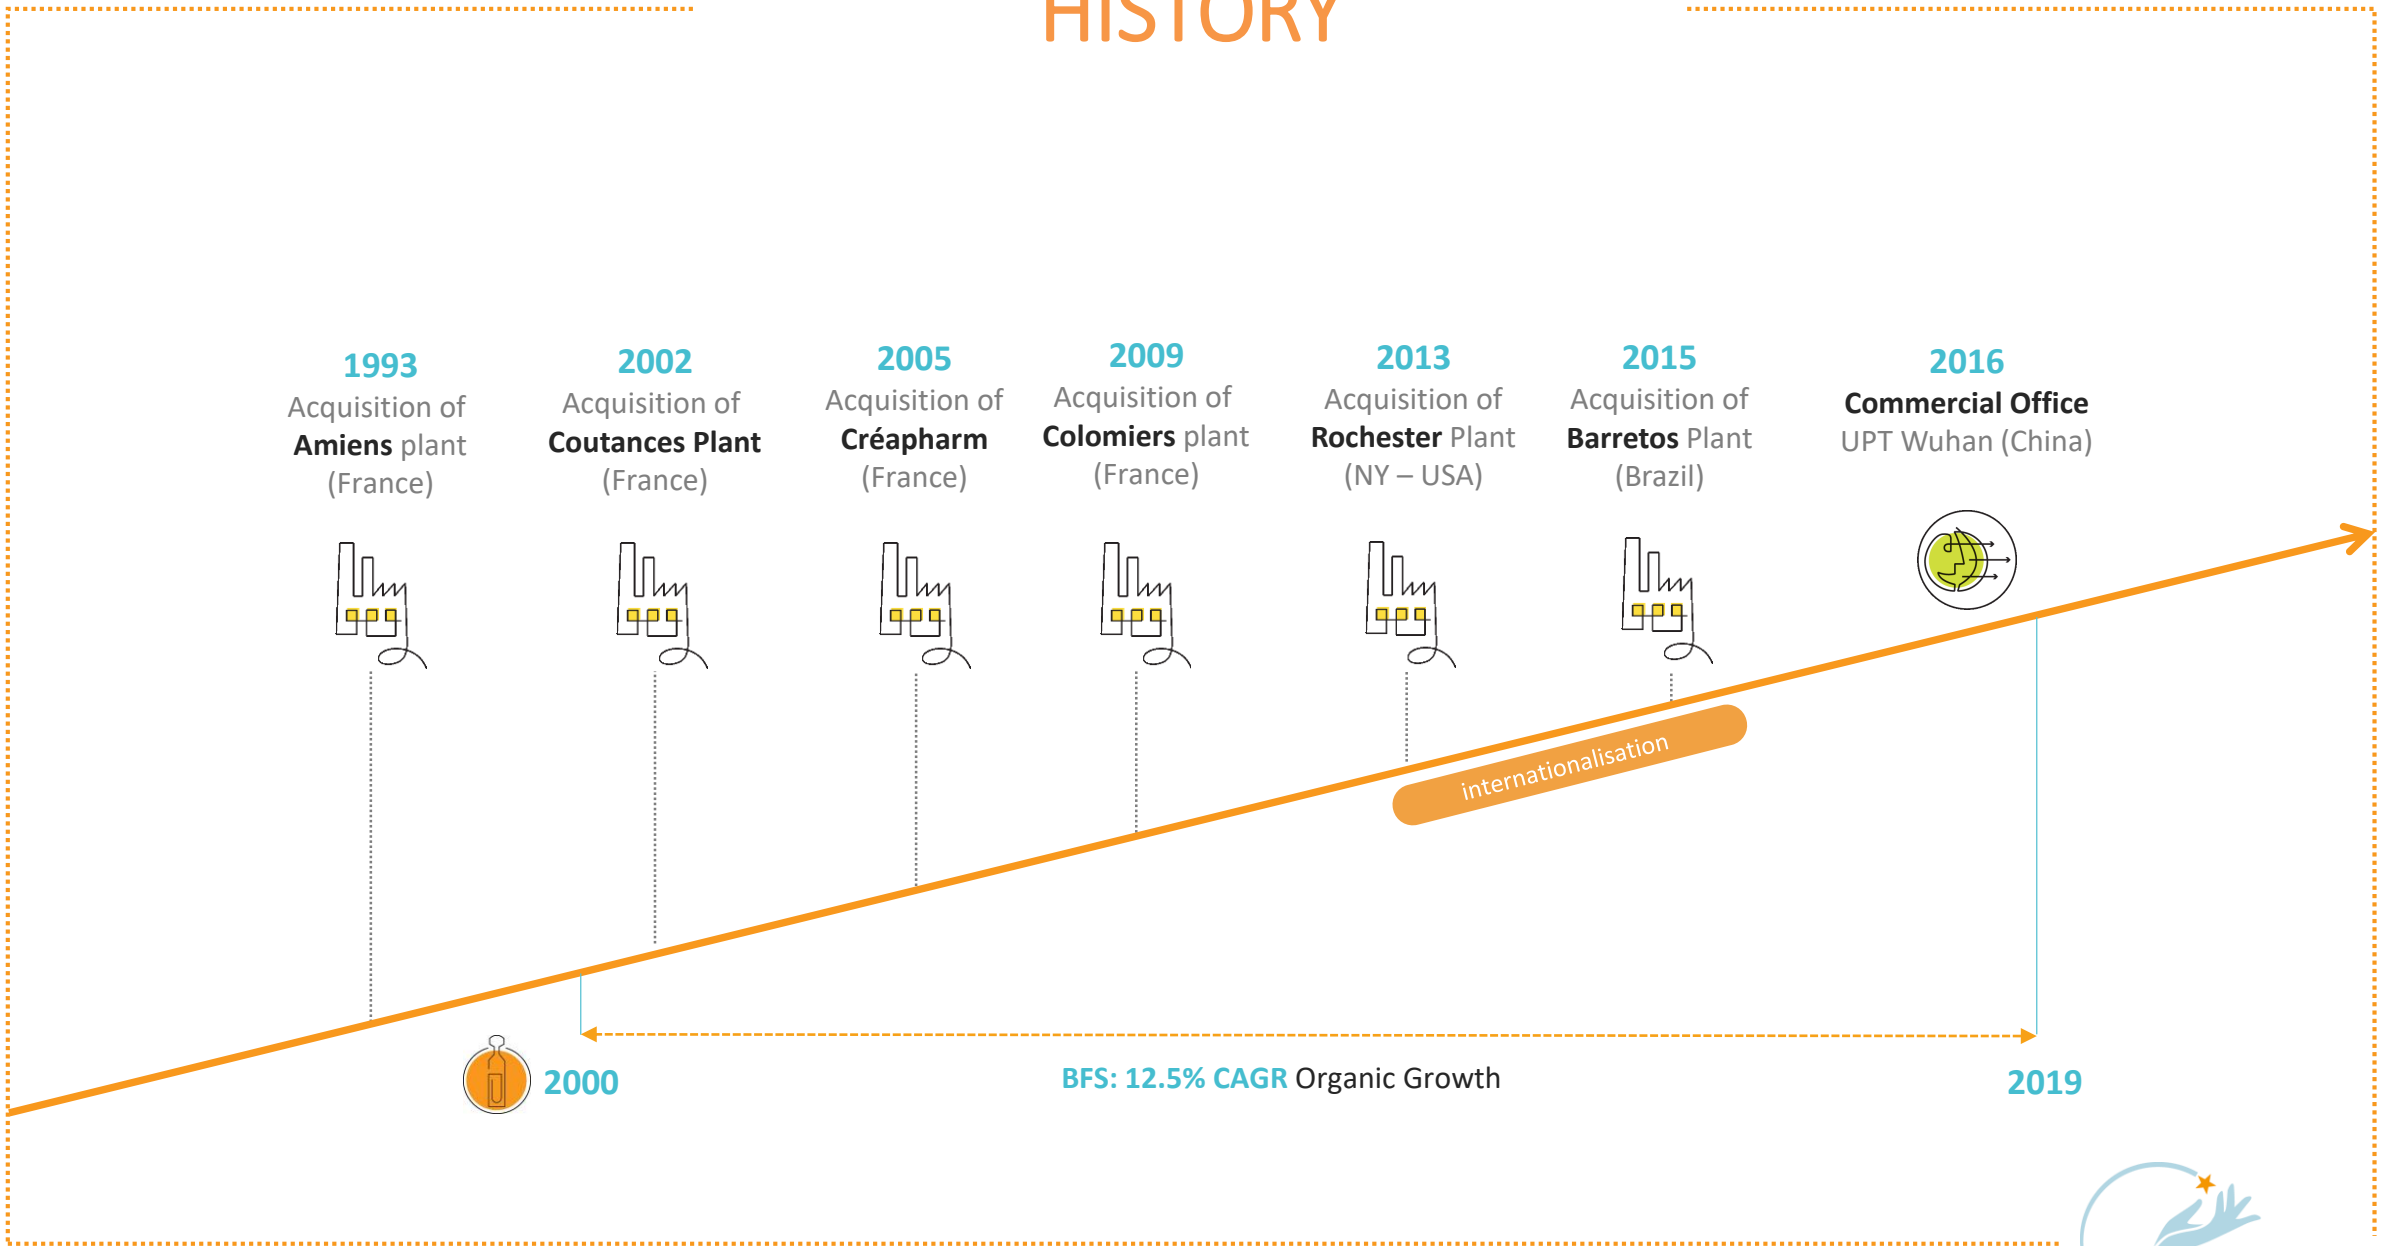 HISTORY
1993
Acquisition of
Amiens plant
(France)
2002
Acquisition of
Coutances Plant
(France)
2005
Acquisition of
Créapharm
(France)
2009
Acquisition of
Colomiers plant
(France)
2013
Acquisition of
Rochester Plant
(NY – USA)
2015
Acquisition of
Barretos Plant
(Brazil)
2016
Commercial Office
UPT Wuhan (China)
internationalisation
2000
BFS: 12.5% CAGR Organic Growth
2019